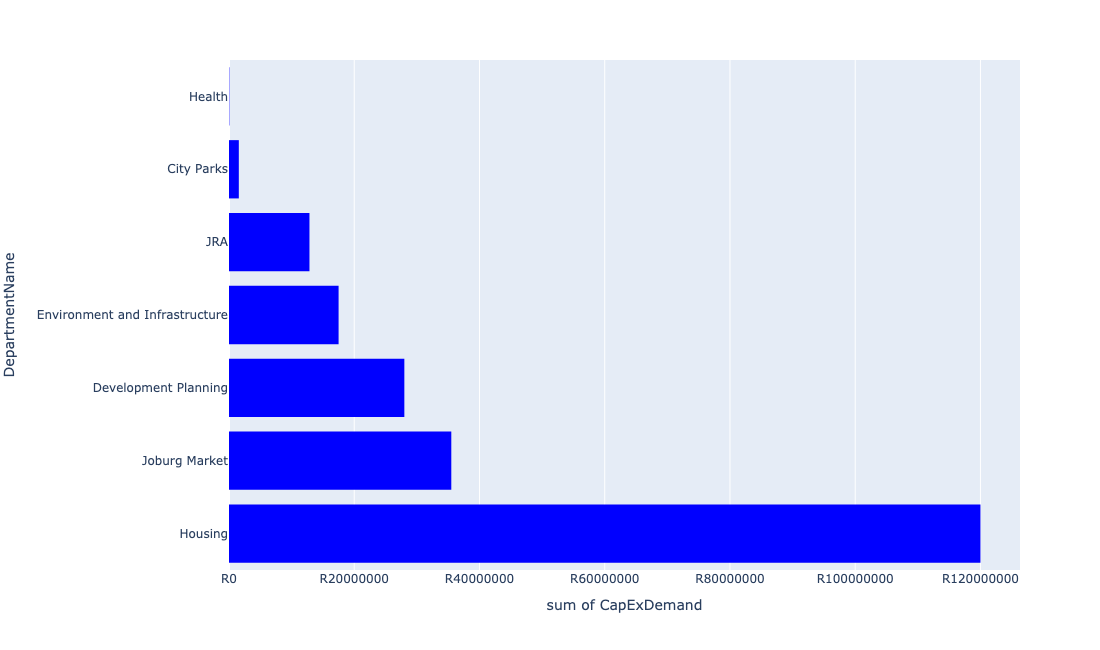 Health
City Parks
JRA
Environment and Infrastructure
Development Planning
Joburg Market
Housing
DepartmentName
R0 R20000000 R40000000 R60000000 R80000000 R100000000 R120000000
sum of CapExDemand